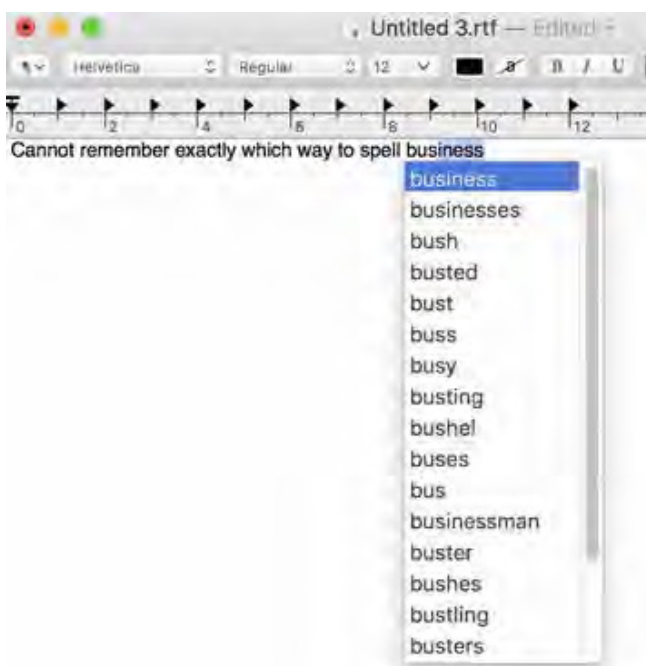 Untitled 3.rtf — Edited
Helvetica Regular 12 a B I U
0 2 4 6 8 10 12
Cannot remember exactly which way to spell business
business
businesses
bush
busted
bust
buss
busy
busting
bushel
buses
bus
businessman
buster
bushes
bustling
busters